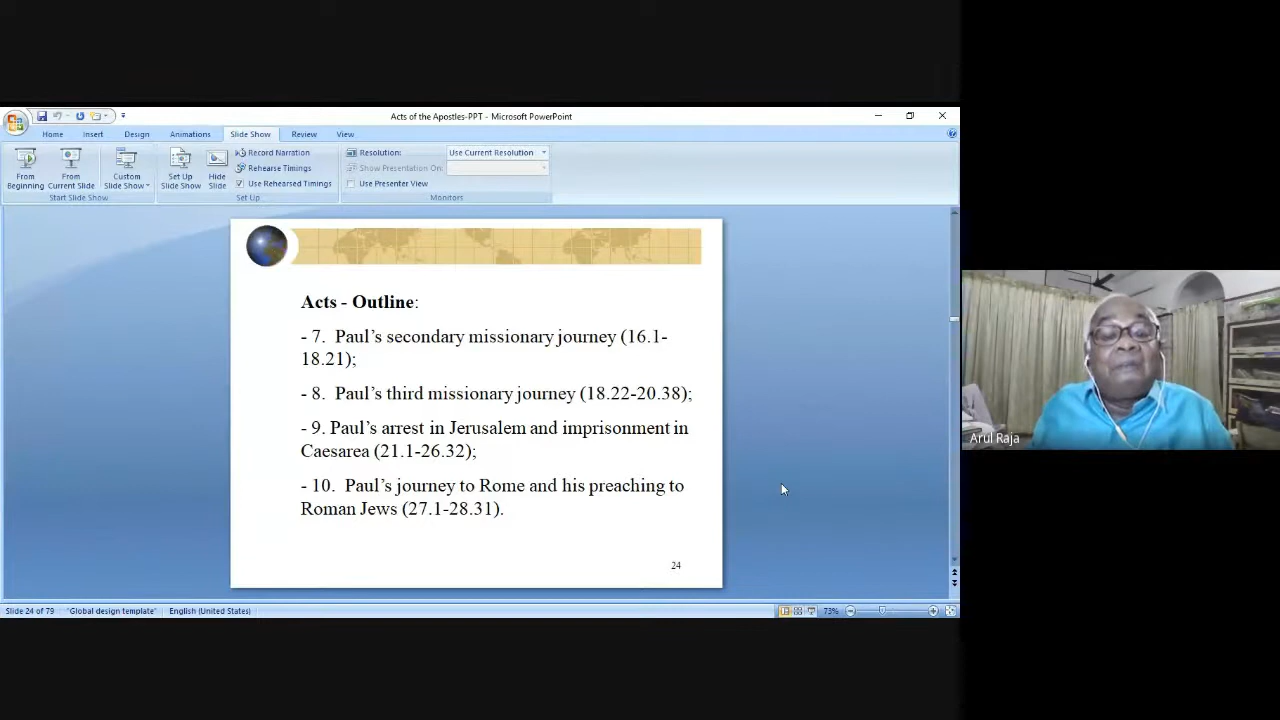 Acts of the Apostles-PPT - Microsoft PowerPoint
Home Insert Design Animations Slide Show Review View
From Beginning
From Current Slide
Custom Slide Show
Start Slide Show
Set Up Slide Show
Hide Slide
Record Narration
Rehearse Timings
Use Rehearsed Timings
Set Up
Resolution: Use Current Resolution
Show Presentation On:
Use Presenter View
Monitors
Acts - Outline:
- 7. Paul's secondary missionary journey (16.1-
18.21);
- 8. Paul's third missionary journey (18.22-20.38);
- 9. Paul's arrest in Jerusalem and imprisonment in
Caesarea (21.1-26.32);
- 10. Paul's journey to Rome and his preaching to
Roman Jews (27.1-28.31).
24
Arul Raja
Slide 24 of 79 "Global design template" English (United States) 73%